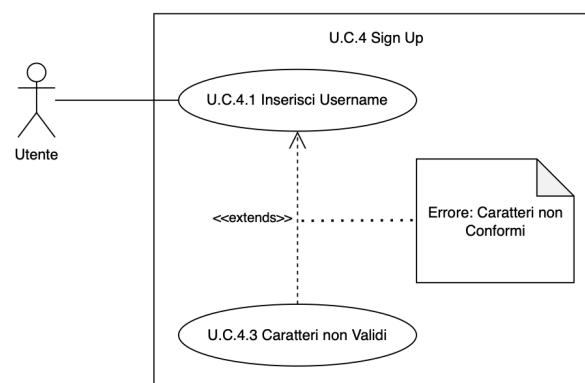 U.C.4 Sign Up
U.C.4.1 Inserisci Username
Utente
<<extends>>
Errore: Caratteri non
Conformi
U.C.4.3 Caratteri non Validi